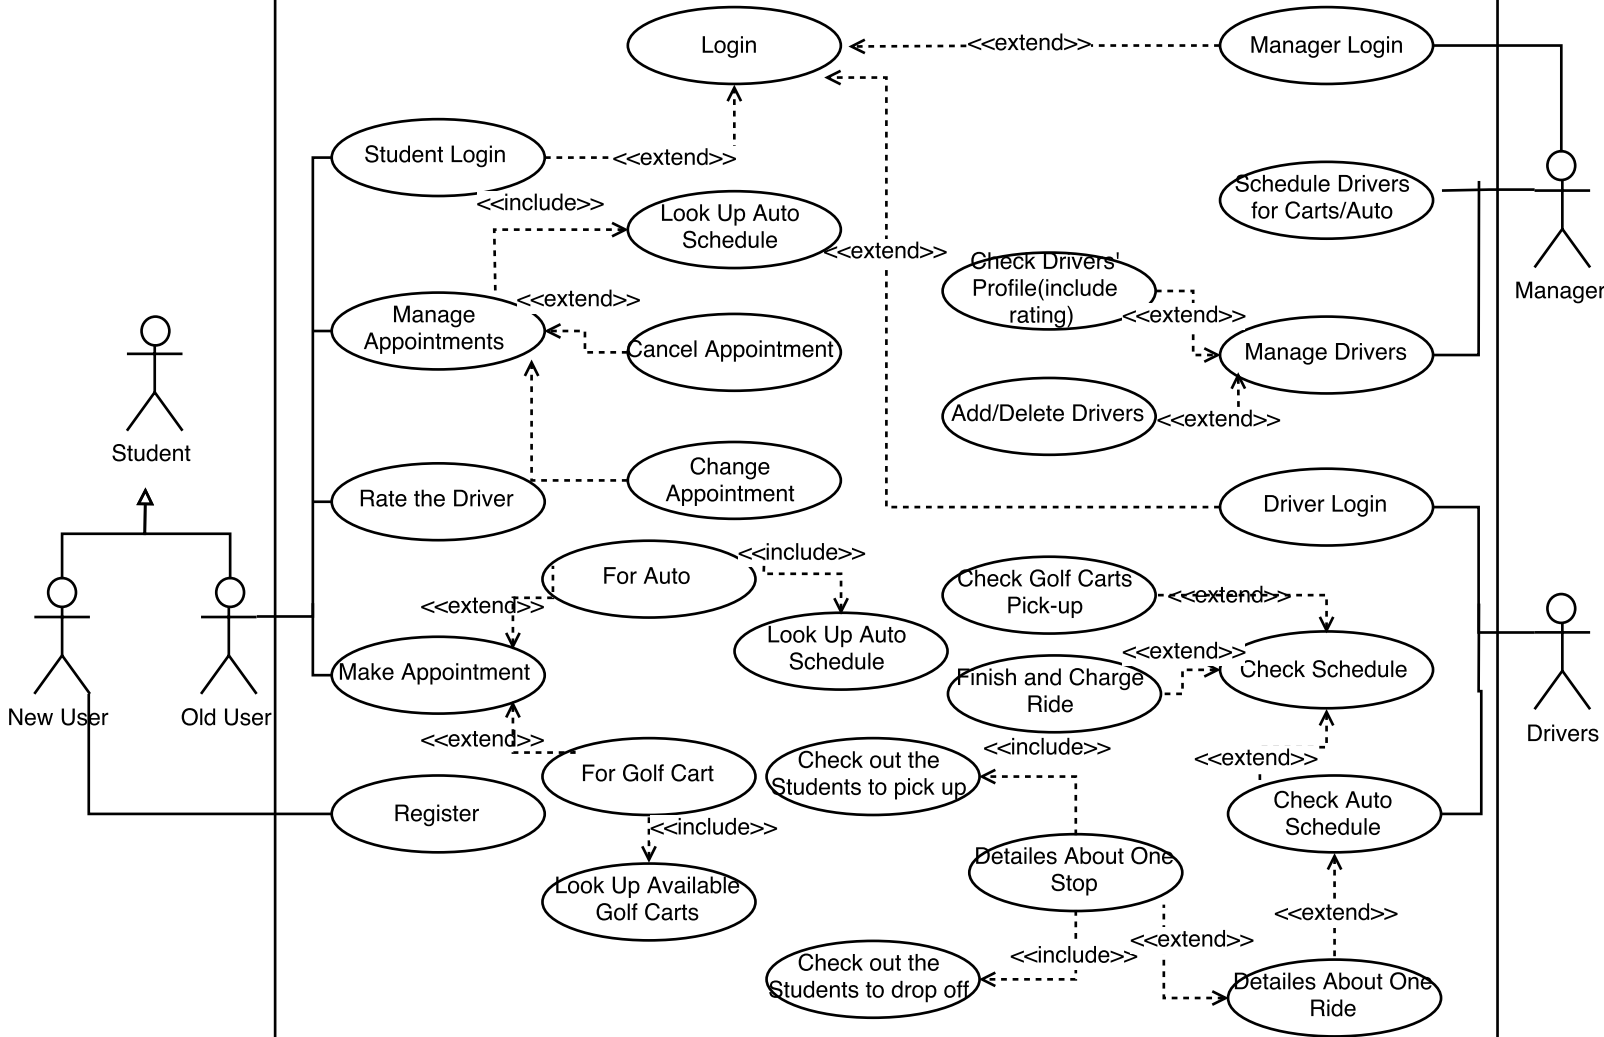 Login
<<extend>>
Manager Login
Student Login
<<extend>>
<<include>>
Look Up Auto
Schedule
Schedule Drivers
for Carts/Auto
<<extend>>
Check Drivers'
Profile(include
rating)
Manager
<<extend>>
Manage
Appointments
<<extend>>
Cancel Appointment
Manage Drivers
Add/Delete Drivers
<<extend>>
Student
Change
Appointment
Rate the Driver
Driver Login
For Auto
<<include>>
<<extend>>
Check Golf Carts
Pick-up
<<extend>>
Look Up Auto
Schedule
Make Appointment
<<extend>>
Finish and Charge
Ride
Check Schedule
New User
Old User
Drivers
<<extend>>
For Golf Cart
Check out the
Students to pick up
<<include>>
<<extend>>
Register
<<include>>
Check Auto
Schedule
Detailes About One
Stop
Look Up Available
Golf Carts
<<extend>>
<<extend>>
<<include>>
Check out the
Students to drop off
Detailes About One
Ride